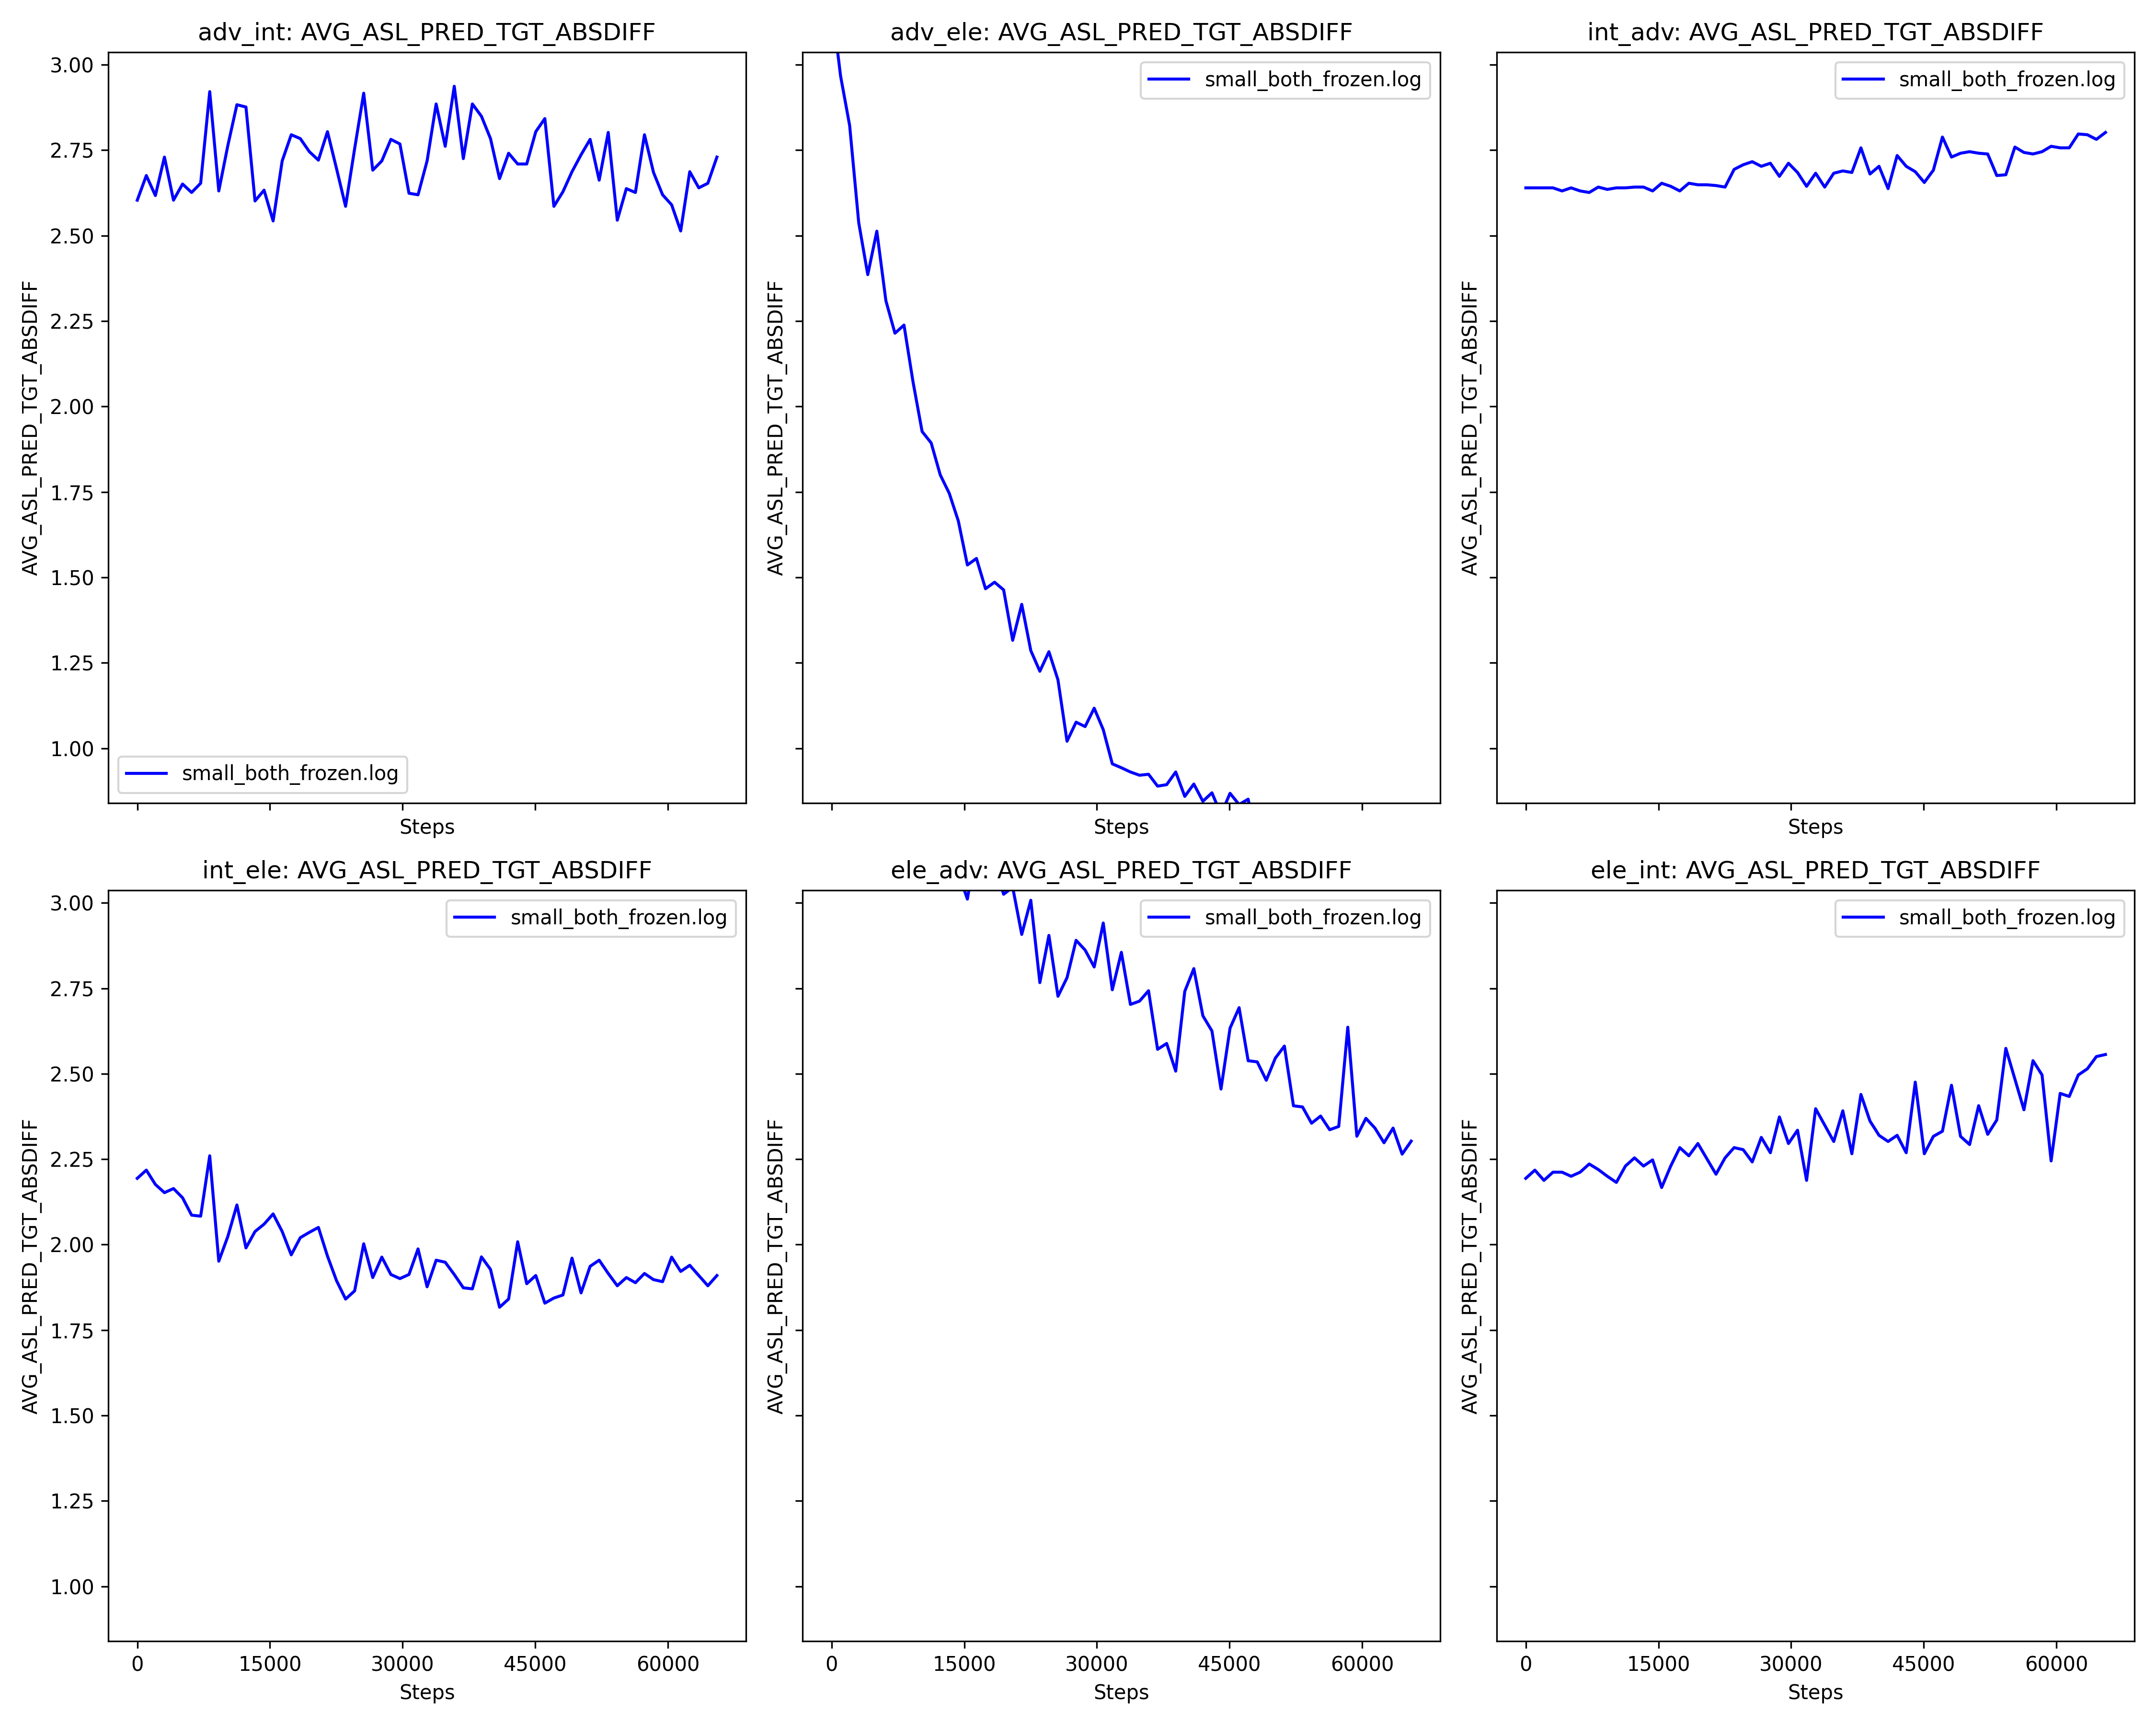 adv_int: AVG_ASL_PRED_TGT_ABSDIFF
AVG_ASL_PRED_TGT_ABSDIFF
3.00
2.75
2.50
2.25
2.00
1.75
1.50
1.25
1.00
small_both_frozen.log
Steps
adv_ele: AVG_ASL_PRED_TGT_ABSDIFF
AVG_ASL_PRED_TGT_ABSDIFF
small_both_frozen.log
Steps
int_adv: AVG_ASL_PRED_TGT_ABSDIFF
AVG_ASL_PRED_TGT_ABSDIFF
small_both_frozen.log
Steps
int_ele: AVG_ASL_PRED_TGT_ABSDIFF
AVG_ASL_PRED_TGT_ABSDIFF
3.00
2.75
2.50
2.25
2.00
1.75
1.50
1.25
1.00
small_both_frozen.log
0 15000 30000 45000 60000
Steps
ele_adv: AVG_ASL_PRED_TGT_ABSDIFF
AVG_ASL_PRED_TGT_ABSDIFF
small_both_frozen.log
0 15000 30000 45000 60000
Steps
ele_int: AVG_ASL_PRED_TGT_ABSDIFF
AVG_ASL_PRED_TGT_ABSDIFF
small_both_frozen.log
0 15000 30000 45000 60000
Steps